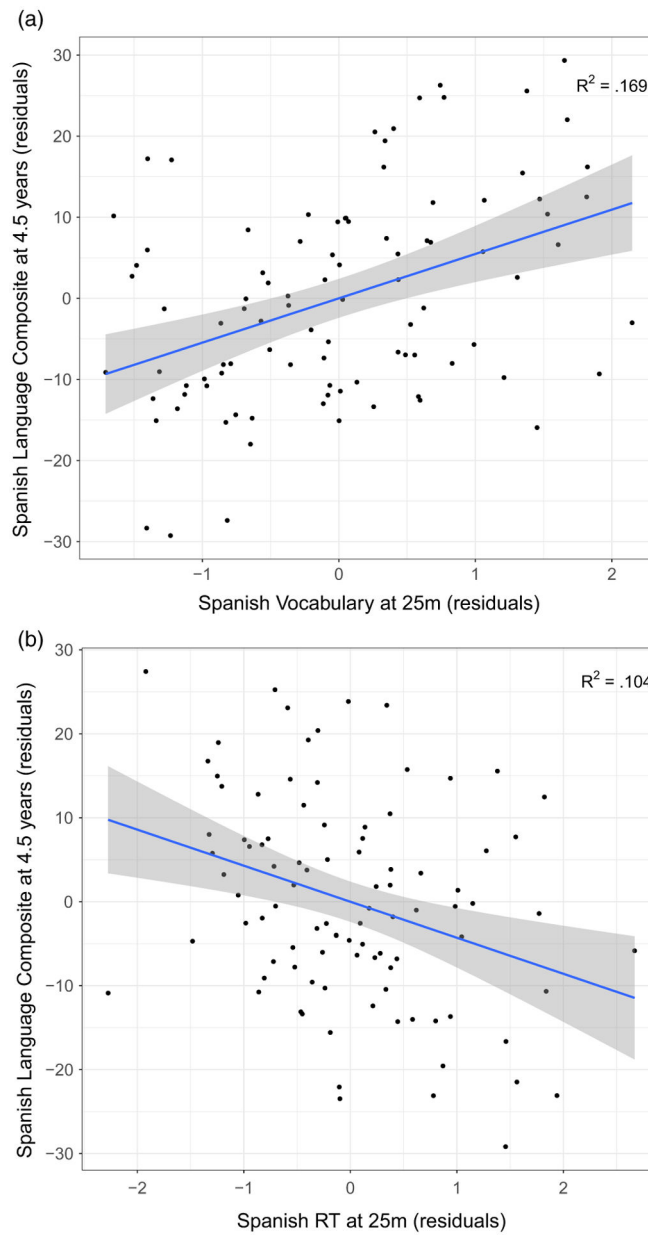 (a)
30
R² = .169
20
10
0
−10
−20
−30
Spanish Language Composite at 4.5 years (residuals)
−1
0
1
2
Spanish Vocabulary at 25m (residuals)
(b)
30
R² = .104
20
10
0
−10
−20
−30
Spanish Language Composite at 4.5 years (residuals)
−2
−1
0
1
2
Spanish RT at 25m (residuals)